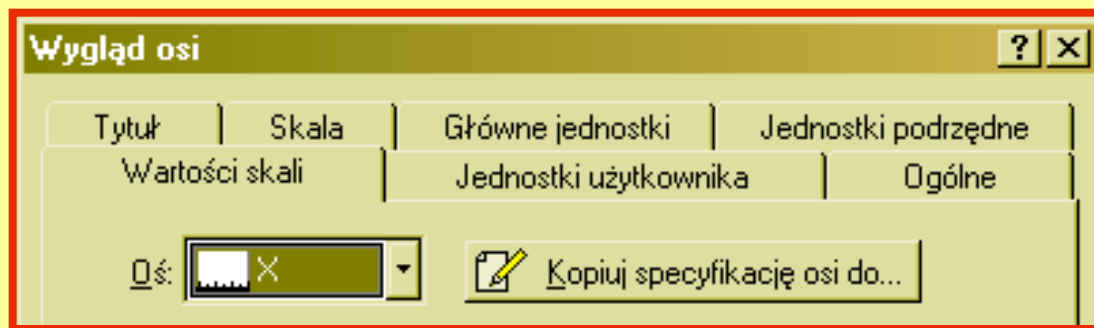 Wygląd osi ? ×
Tytuł Skala Główne jednostki Jednostki podrzędne
Wartości skali Jednostki użytkownika Ogólne
Oś: X Kopiuj specyfikację osi do...